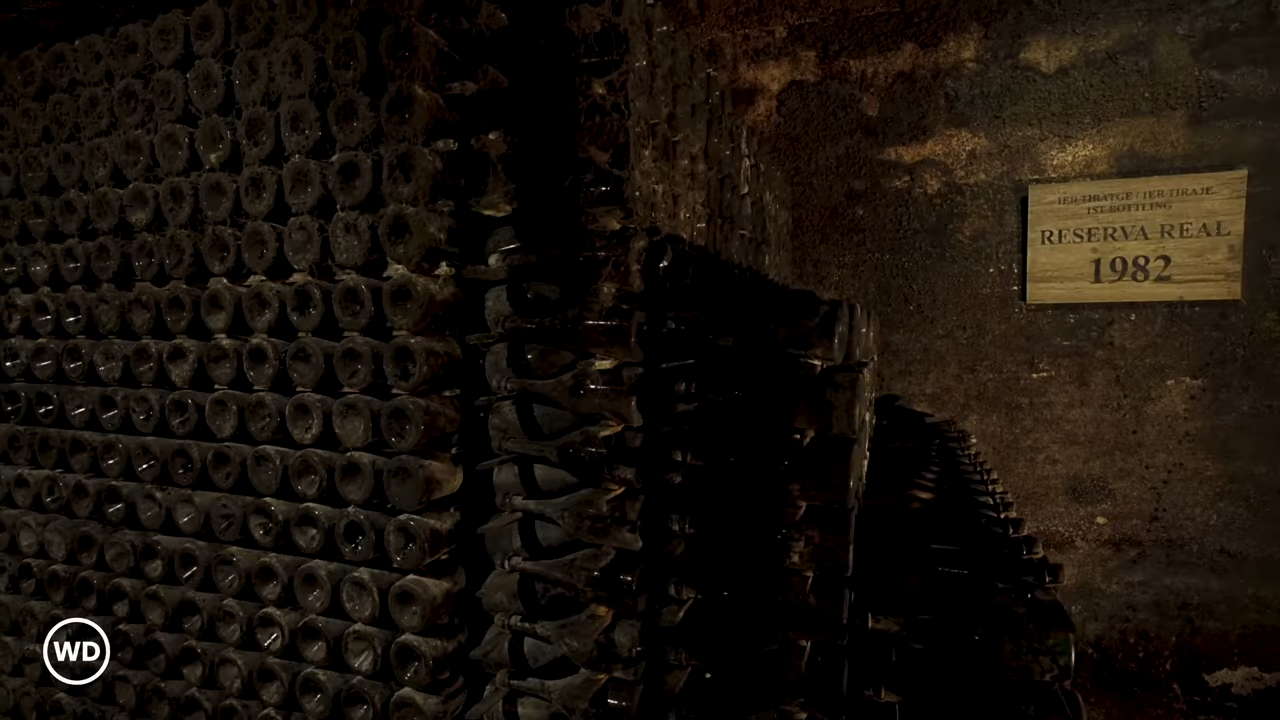 1ER TIRATGE / 1ER TIRAJE
1ST BOTTLING
RESERVA REAL
1982
WD